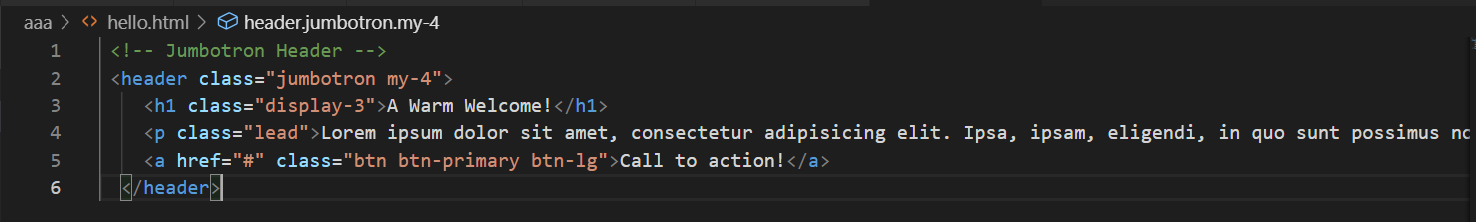 aaa > hello.html > header.jumbotron.my-4
1 <!-- Jumbotron Header -->
2 <header class="jumbotron my-4">
3 <h1 class="display-3">A Warm Welcome!</h1>
4 <p class="lead">Lorem ipsum dolor sit amet, consectetur adipisicing elit. Ipsa, ipsam, eligendi, in quo sunt possimus
5 <a href="#" class="btn btn-primary btn-lg">Call to action!</a>
6 </header>